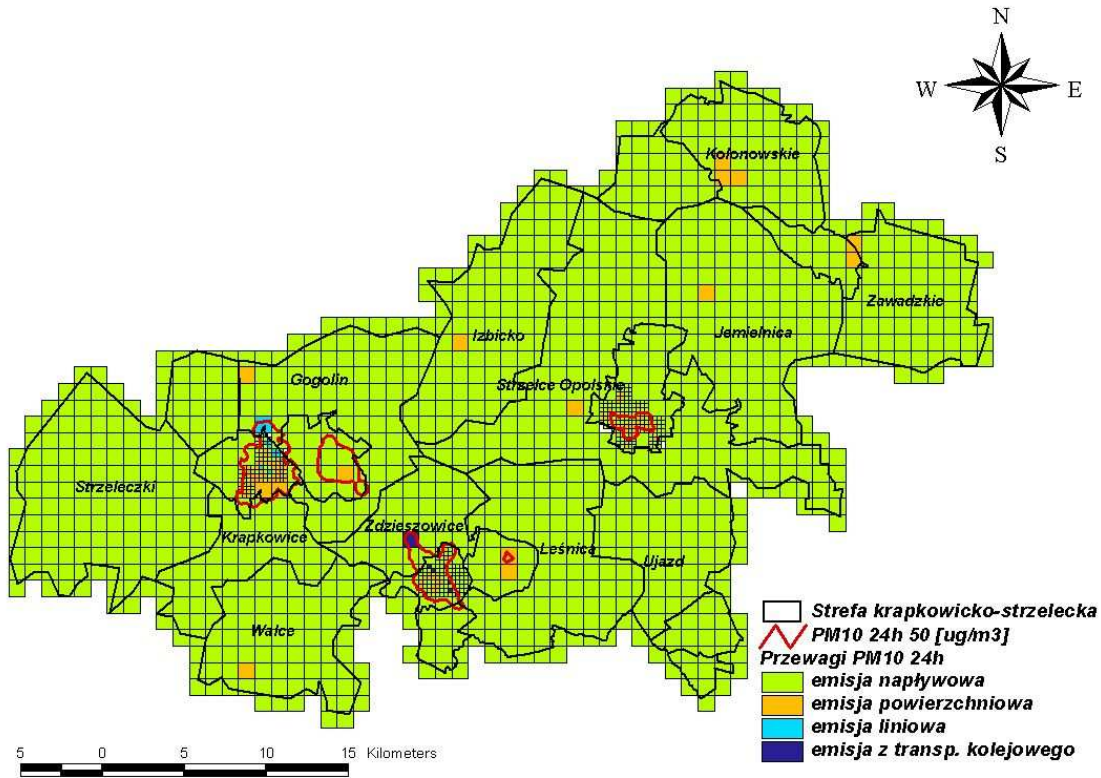 N
W
E
S
Kolonowskie
Zawadzkie
Jemielnica
Izbicko
Strzelce Opolskie
Gogolin
Strzeleczki
Krapkowice
Zdzieszowice
Leśnica
Ujazd
Walce
Strefa krapkowicko-strzelecka
PM10 24h 50 [ug/m3]
Przewagi PM10 24h
emisja napływowa
emisja powierzchniowa
emisja liniowa
emisja z transp. kolejowego
5 0 5 10 15 Kilometers